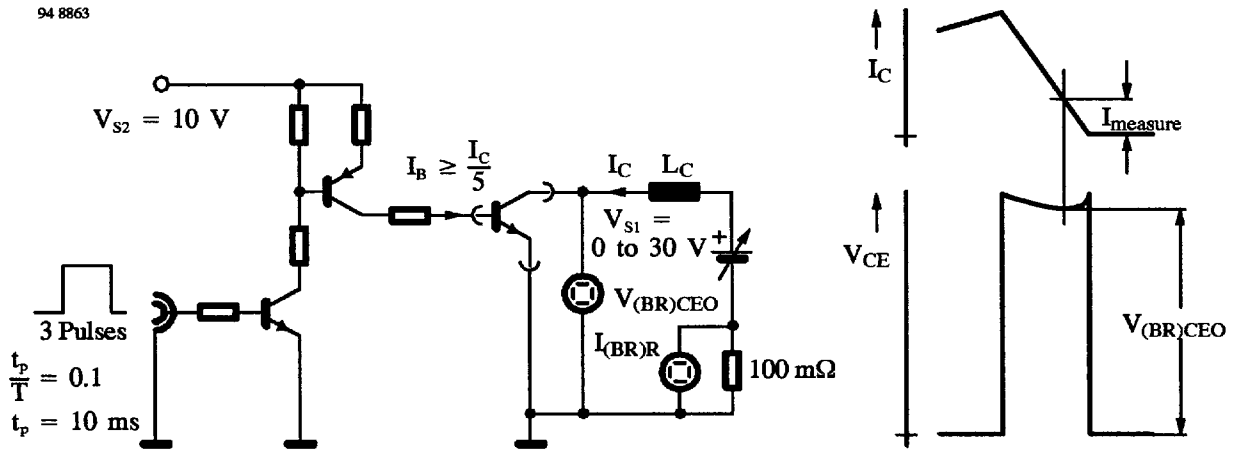 94 8863
V_S2 = 10 V
I_B ≥ I_C/5
I_C
L_C
V_S1 =
0 to 30 V
+
V_(BR)CEO
I_(BR)R
100 mΩ
3 Pulses
t_p/T = 0.1
t_p = 10 ms
I_C
I_measure
V_CE
V_(BR)CEO